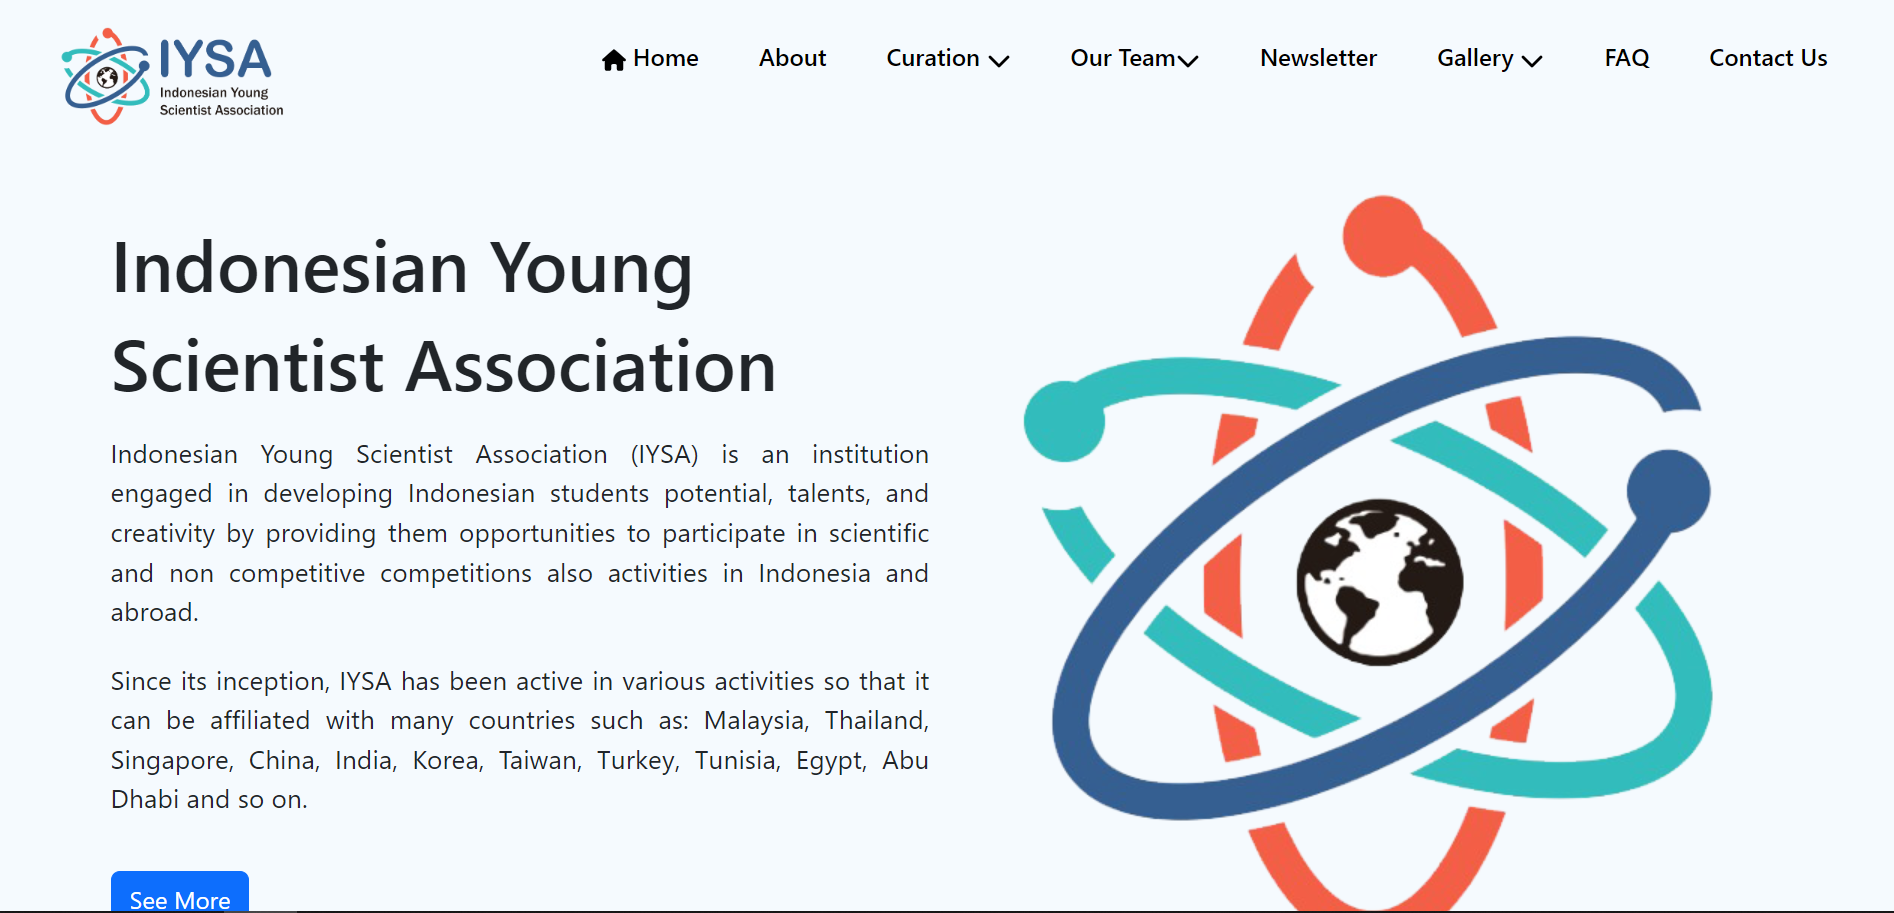 IYSA
Indonesian Young
Scientist Association
Home About Curation Our Team Newsletter Gallery FAQ Contact Us
Indonesian Young
Scientist Association
Indonesian Young Scientist Association (IYSA) is an institution
engaged in developing Indonesian students potential, talents, and
creativity by providing them opportunities to participate in scientific
and non competitive competitions also activities in Indonesia and
abroad.
Since its inception, IYSA has been active in various activities so that it
can be affiliated with many countries such as: Malaysia, Thailand,
Singapore, China, India, Korea, Taiwan, Turkey, Tunisia, Egypt, Abu
Dhabi and so on.
See More